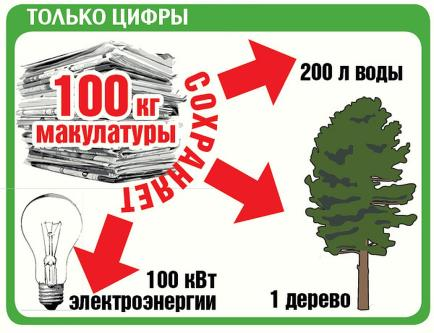 ТОЛЬКО ЦИФРЫ
100 кг
макулатуры
СОХРАНЯЕТ
200 л воды
100 кВт
электроэнергии
1 дерево